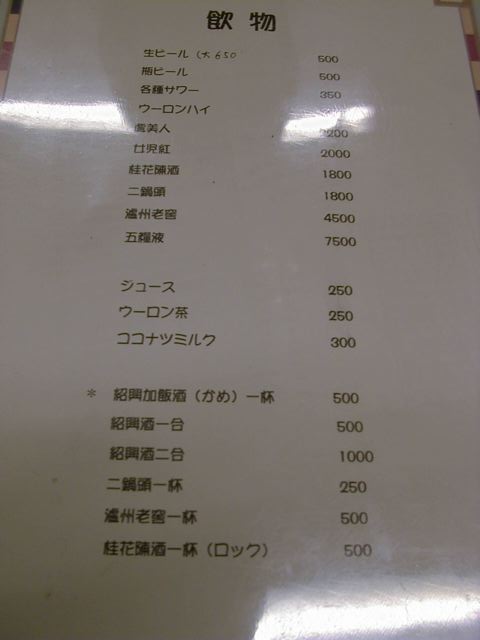 飲物
生ビール (大650 500
瓶ビール 500
各種サワー 350
ウーロンハイ
虞美人 2200
廿児紅 2000
桂花陳酒 1800
二鍋頭 1800
瀘州老窖 4500
五糧液 7500
ジュース 250
ウーロン茶 250
ココナツミルク 300
* 紹興加飯酒(かめ)一杯 500
紹興酒一合 500
紹興酒二合 1000
二鍋頭一杯 250
瀘州老窖一杯 500
桂花陳酒一杯(ロック) 500